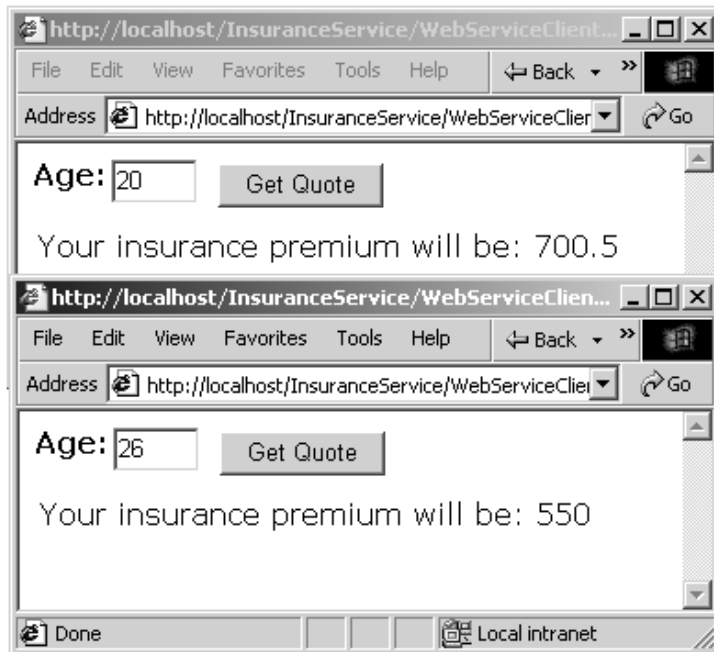 http://localhost/InsuranceService/WebServiceClient...
File Edit View Favorites Tools Help Back »
Address http://localhost/InsuranceService/WebServiceClier Go
Age: 20 Get Quote
Your insurance premium will be: 700.5
http://localhost/InsuranceService/WebServiceClien...
File Edit View Favorites Tools Help Back »
Address http://localhost/InsuranceService/WebServiceClier Go
Age: 26 Get Quote
Your insurance premium will be: 550
Done Local intranet